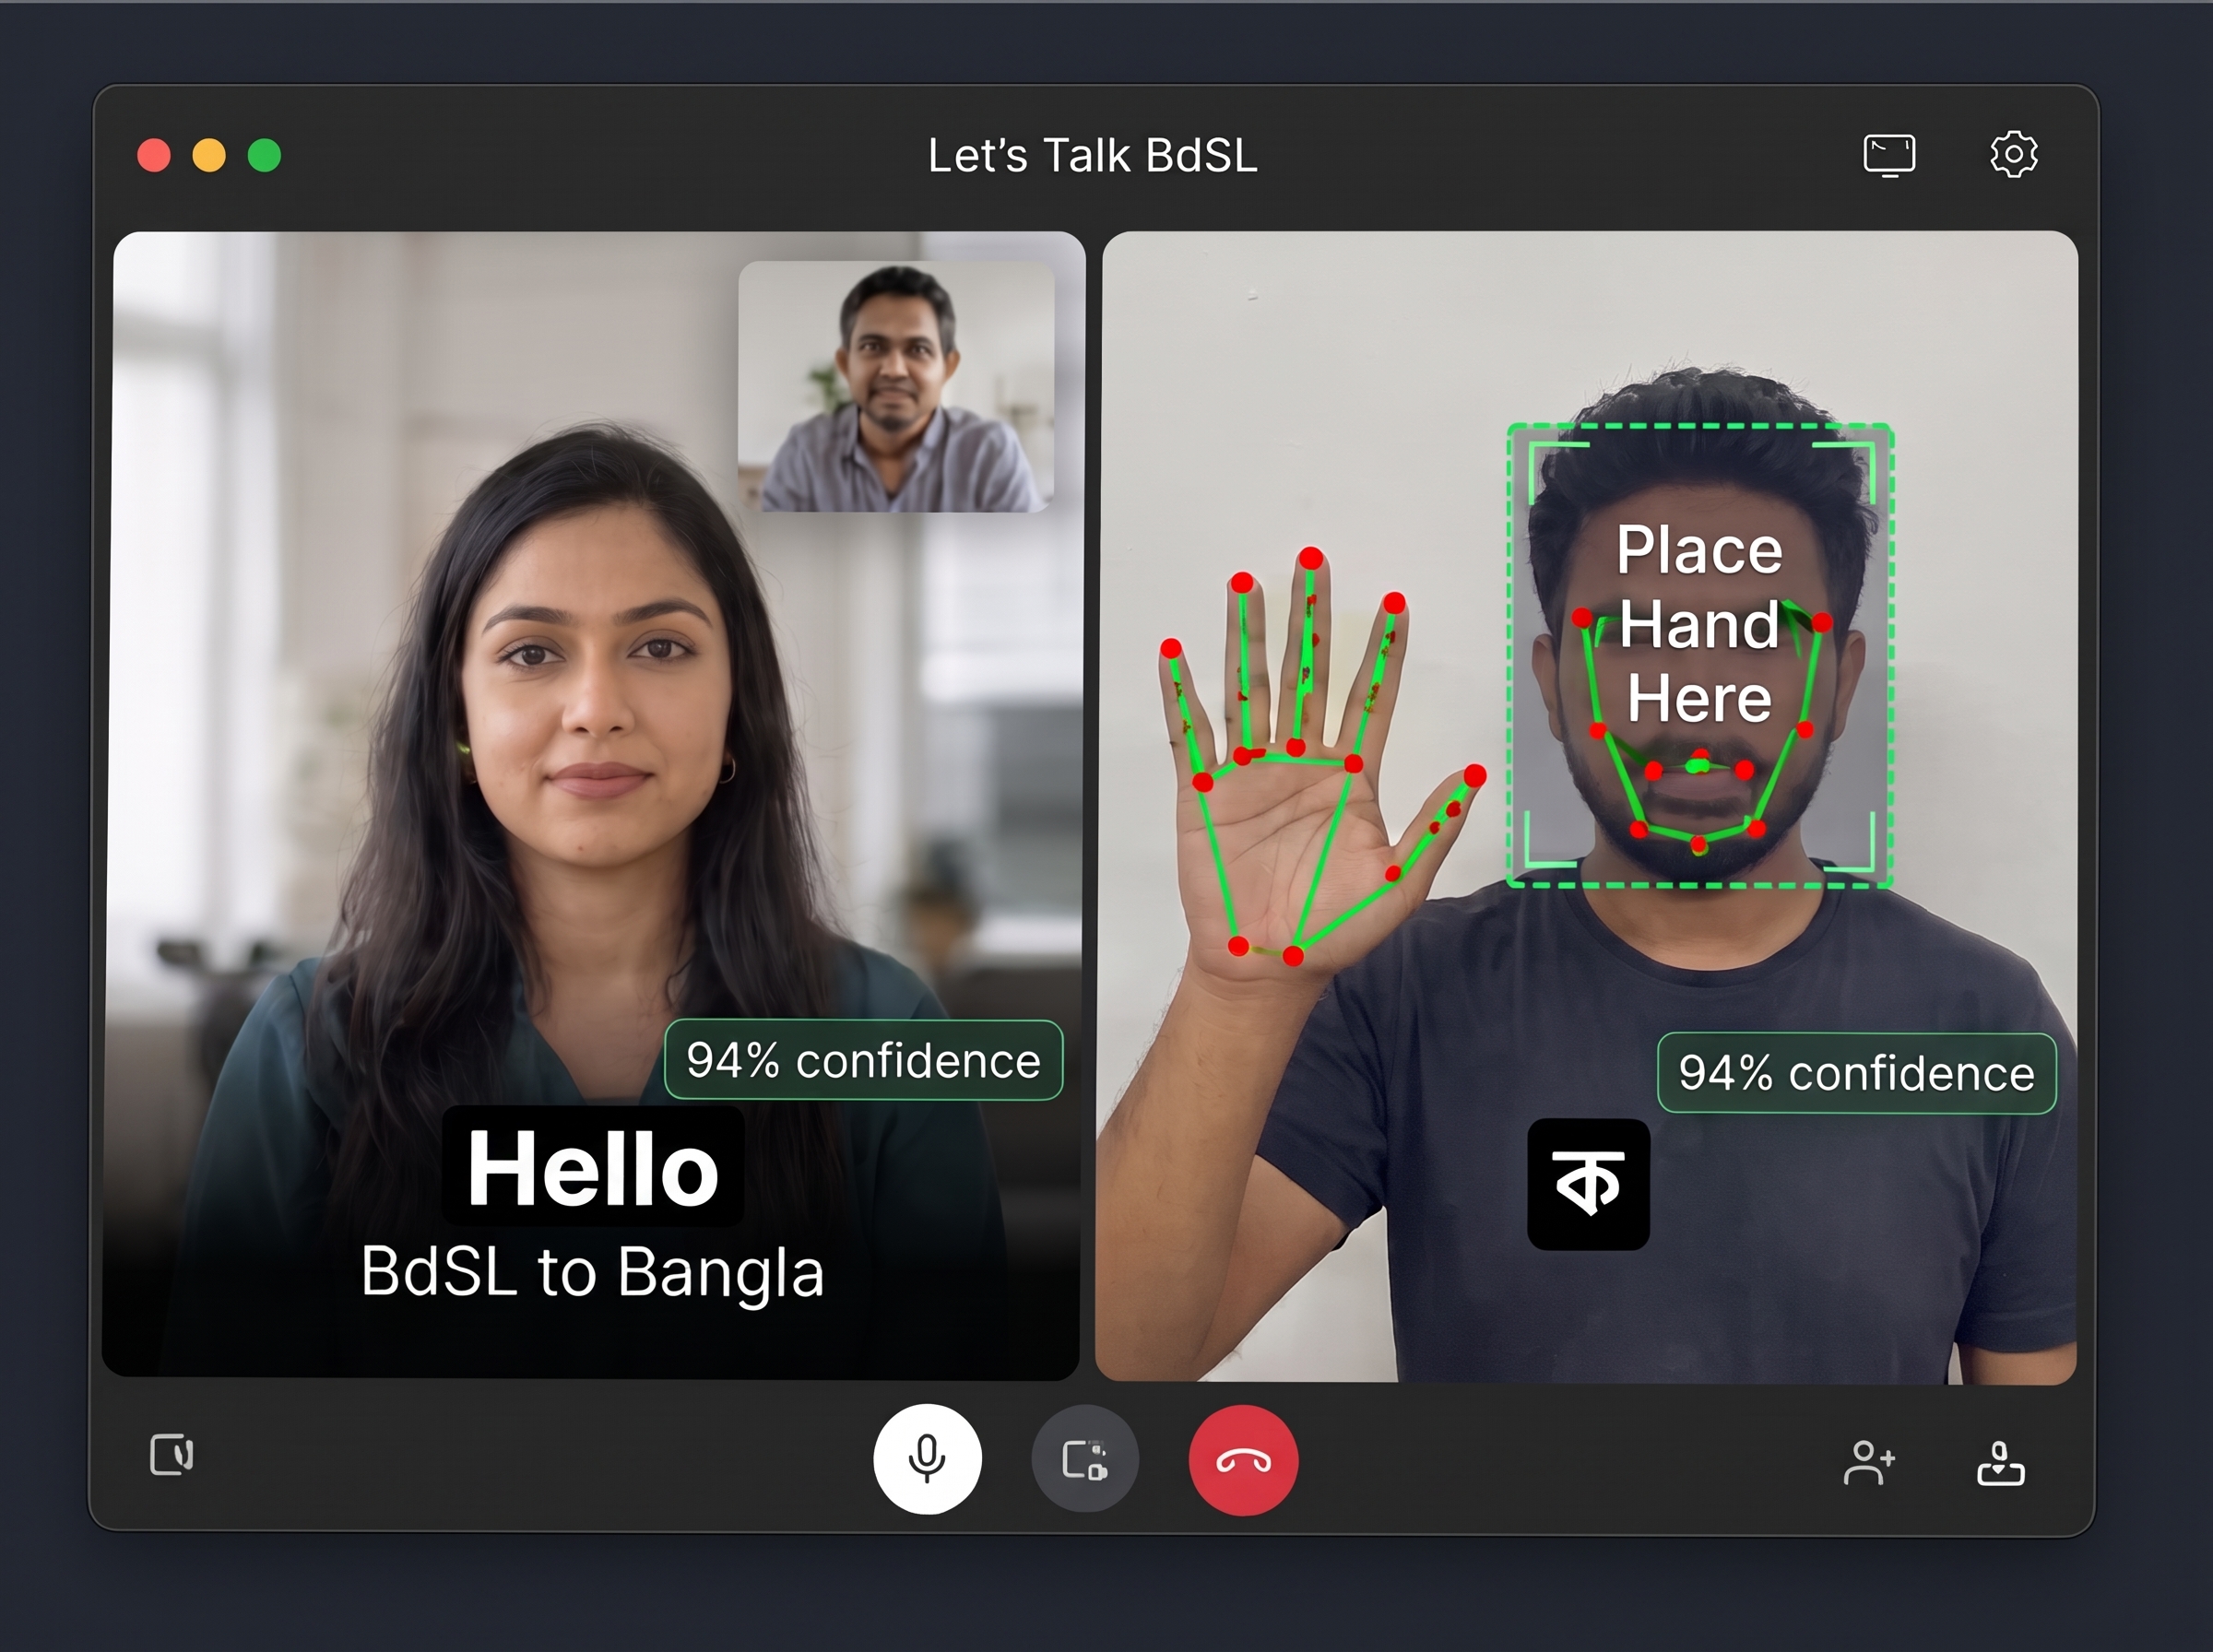 Let's Talk BdSL
94% confidence
Hello
BdSL to Bangla
Place
Hand
Here
94% confidence
ক